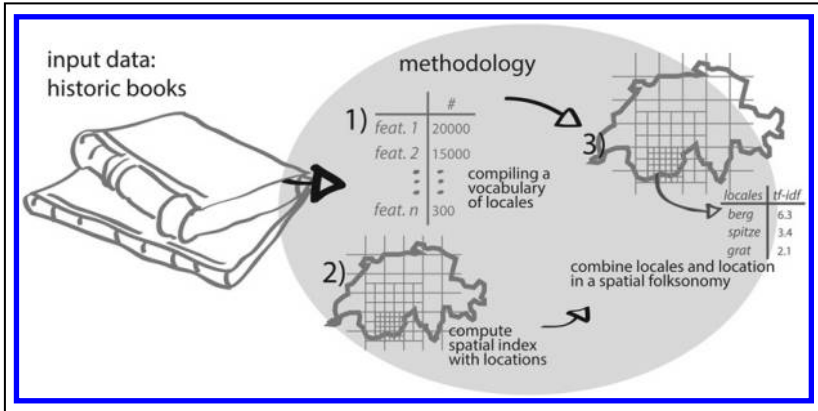 input data:
historic books
methodology
1)
#
feat. 1 20000
feat. 2 15000
feat. n 300
compiling a
vocabulary
of locales
2)
compute
spatial index
with locations
3)
locales tf-idf
berg 6.3
spitze 3.4
grat 2.1
combine locales and location
in a spatial folksonomy